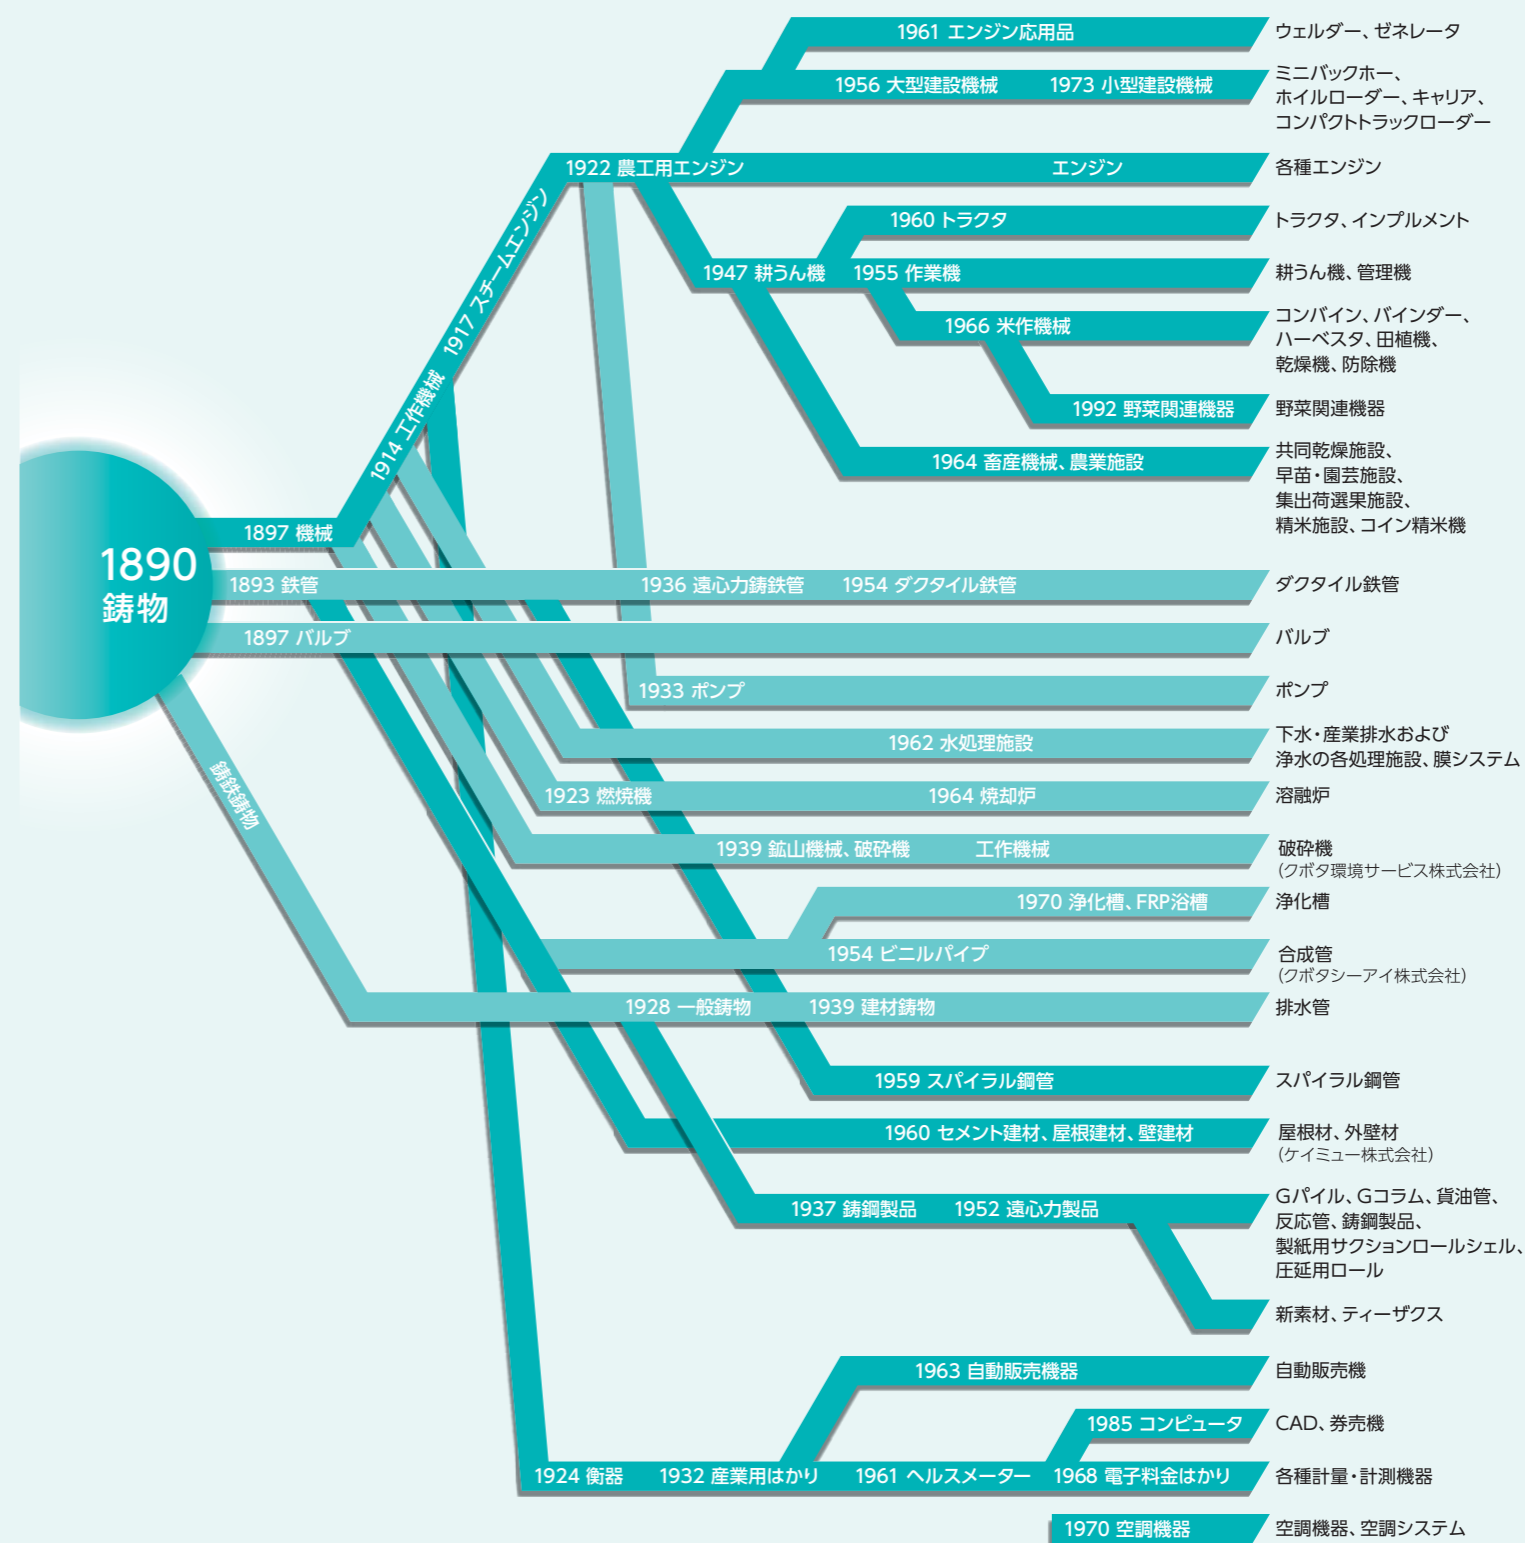 1961 エンジン応用品
ウェルダー、ゼネレータ
1956 大型建設機械
1973 小型建設機械
ミニバックホー、
ホイルローダー、キャリア、
コンパクトトラックローダー
1922 農工用エンジン
エンジン
各種エンジン
1960 トラクタ
トラクタ、インプルメント
1947 耕うん機
1955 作業機
耕うん機、管理機
1966 米作機械
コンバイン、バインダー、
ハーベスタ、田植機、
乾燥機、防除機
1992 野菜関連機器
野菜関連機器
1964 畜産機械、農業施設
共同乾燥施設、
早苗・園芸施設、
集出荷選果施設、
精米施設、コイン精米機
1917 スチームエンジン
1914 工作機械
1897 機械
1890
鋳物
1893 鉄管
1936 遠心力鋳鉄管
1954 ダクタイル鉄管
ダクタイル鉄管
1897 バルブ
バルブ
1933 ポンプ
ポンプ
1962 水処理施設
下水・産業排水および
浄水の各処理施設、膜システム
1923 燃焼機
1964 焼却炉
溶融炉
鋳鉄鋳物
1939 鉱山機械、破砕機
工作機械
破砕機
(クボタ環境サービス株式会社)
1970 浄化槽、FRP浴槽
浄化槽
1954 ビニルパイプ
合成管
(クボタシーアイ株式会社)
1928 一般鋳物
1939 建材鋳物
排水管
1959 スパイラル鋼管
スパイラル鋼管
1960 セメント建材、屋根建材、壁建材
屋根材、外壁材
(ケイミュー株式会社)
1937 鋳鋼製品
1952 遠心力製品
Gパイル、Gコラム、貨油管、
反応管、鋳鋼製品、
製紙用サクションロールシェル、
圧延用ロール
新素材、ティーザクス
1963 自動販売機器
自動販売機
1985 コンピュータ
CAD、券売機
1924 衡器
1932 産業用はかり
1961 ヘルスメーター
1968 電子料金はかり
各種計量・計測機器
1970 空調機器
空調機器、空調システム